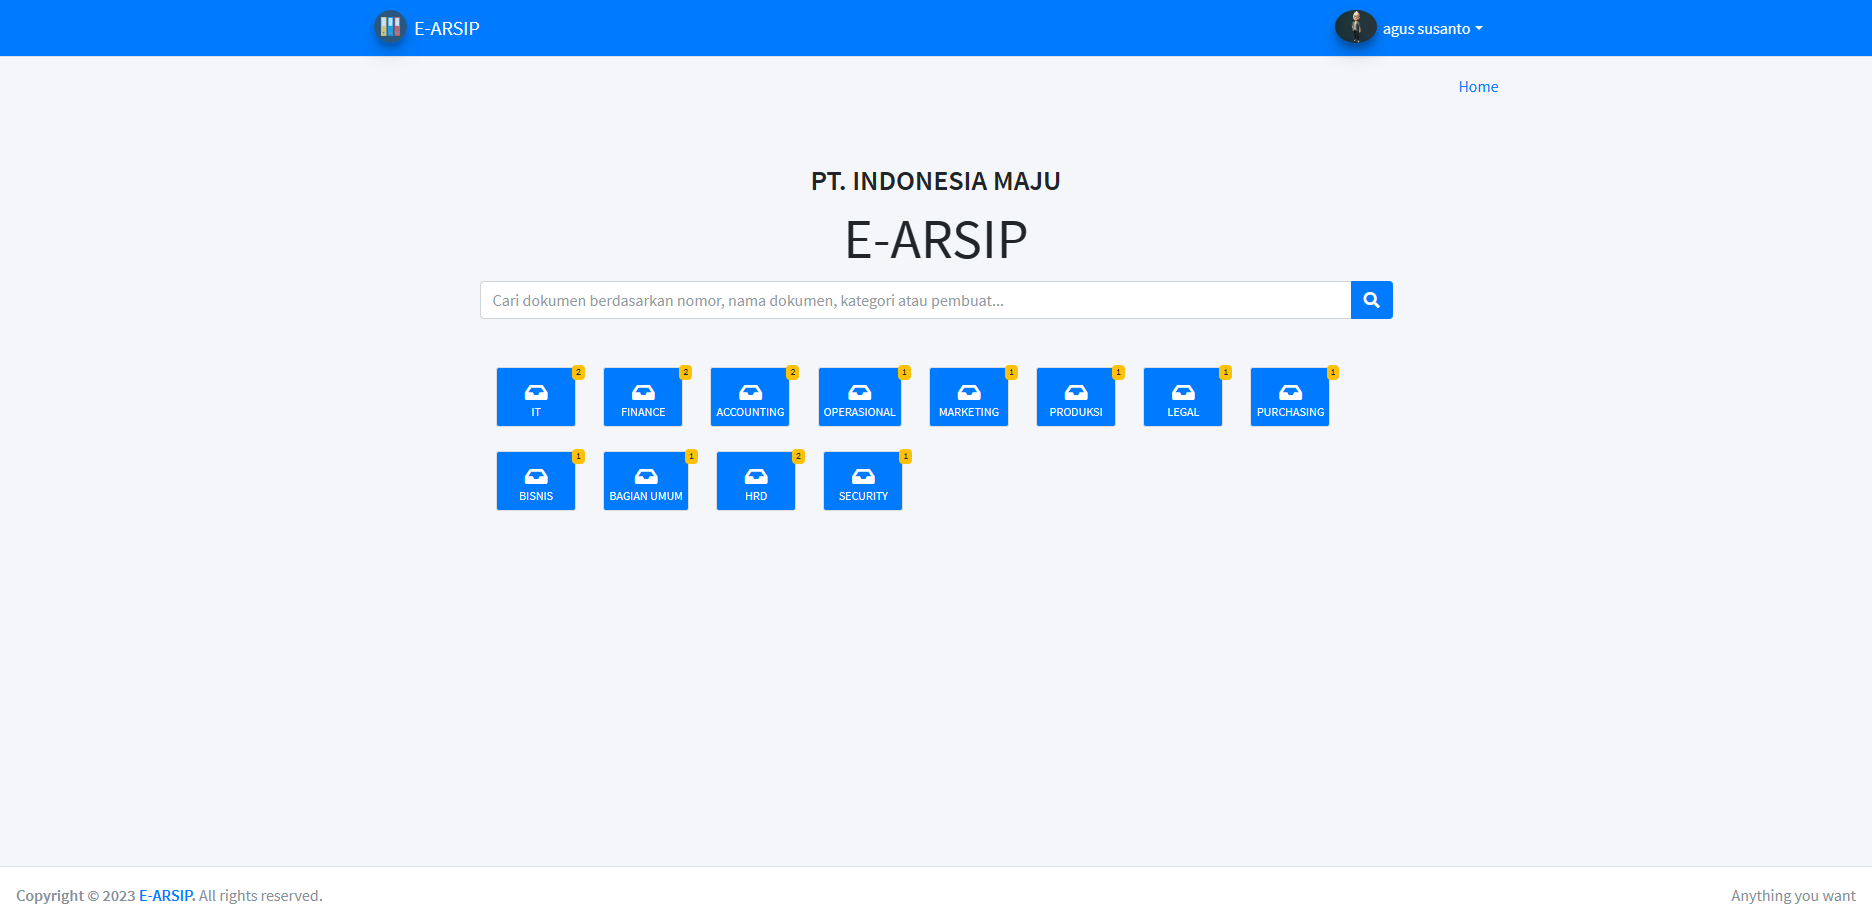 E-ARSIP
agus susanto
Home
PT. INDONESIA MAJU
E-ARSIP
Cari dokumen berdasarkan nomor, nama dokumen, kategori atau pembuat...
2 2 2 1 1 1 1 1
IT FINANCE ACCOUNTING OPERASIONAL MARKETING PRODUKSI LEGAL PURCHASING
1 1 2 1
BISNIS BAGIAN UMUM HRD SECURITY
Copyright © 2023 E-ARSIP. All rights reserved.
Anything you want